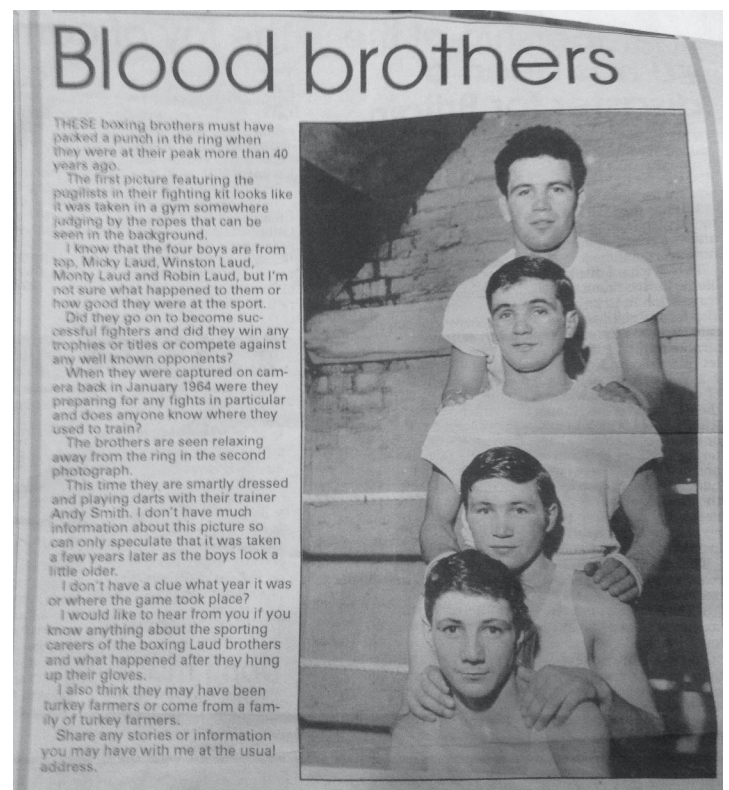 Blood brothers
THESE boxing brothers must have
packed a punch in the ring when
they were at their peak more than 40
years ago.
The first picture featuring the
pugilists in their fighting kit looks like
it was taken in a gym somewhere
judging by the ropes that can be
seen in the background.
I know that the four boys are from
top, Micky Laud, Winston Laud,
Monty Laud and Robin Laud, but I'm
not sure what happened to them or
how good they were at the sport.
Did they go on to become suc-
cessful fighters and did they win any
trophies or titles or compete against
any well known opponents?
When they were captured on cam-
era back in January 1964 were they
preparing for any fights in particular
and does anyone know where they
used to train?
The brothers are seen relaxing
away from the ring in the second
photograph.
This time they are smartly dressed
and playing darts with their trainer
Andy Smith. I don't have much
information about this picture so
can only speculate that it was taken
a few years later as the boys look a
little older.
I don't have a clue what year it was
or where the game took place?
I would like to hear from you if you
know anything about the sporting
careers of the boxing Laud brothers
and what happened after they hung
up their gloves.
I also think they may have been
turkey farmers or come from a fam-
ily of turkey farmers.
Share any stories or information
you may have with me at the usual
address.